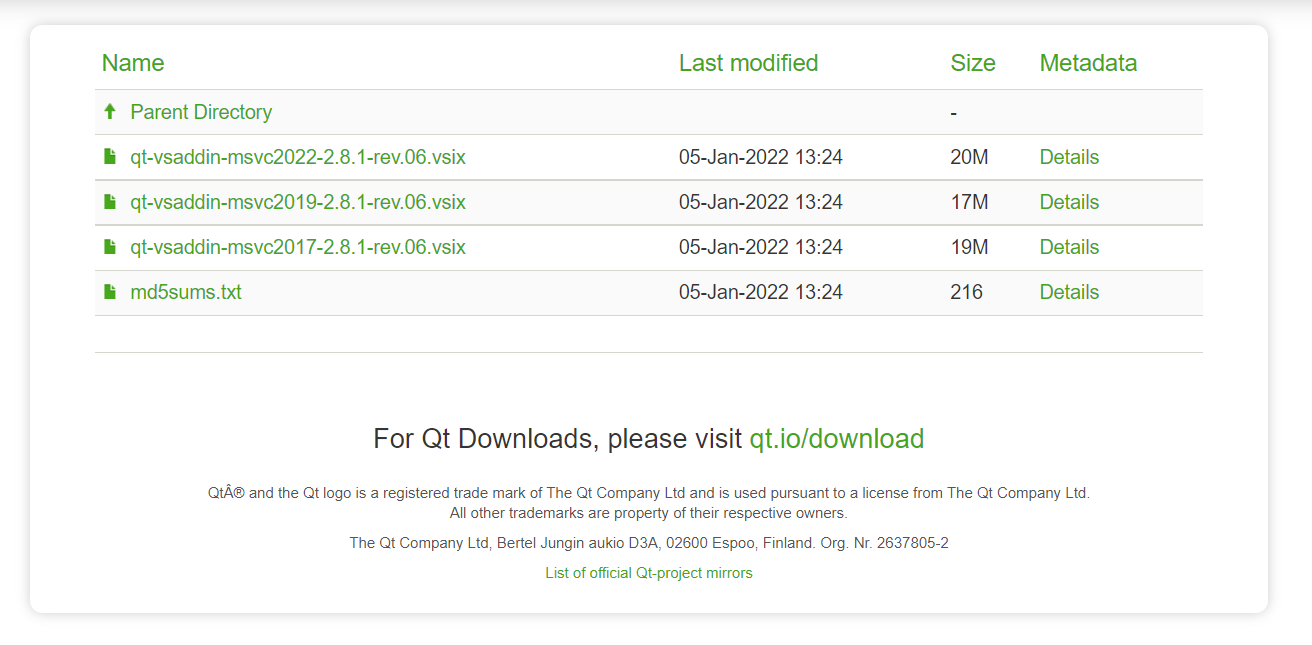 Name Last modified Size Metadata
Parent Directory -
qt-vsaddin-msvc2022-2.8.1-rev.06.vsix 05-Jan-2022 13:24 20M Details
qt-vsaddin-msvc2019-2.8.1-rev.06.vsix 05-Jan-2022 13:24 17M Details
qt-vsaddin-msvc2017-2.8.1-rev.06.vsix 05-Jan-2022 13:24 19M Details
md5sums.txt 05-Jan-2022 13:24 216 Details
For Qt Downloads, please visit qt.io/download
QtÂ® and the Qt logo is a registered trade mark of The Qt Company Ltd and is used pursuant to a license from The Qt Company Ltd.
All other trademarks are property of their respective owners.
The Qt Company Ltd, Bertel Jungin aukio D3A, 02600 Espoo, Finland. Org. Nr. 2637805-2
List of official Qt-project mirrors